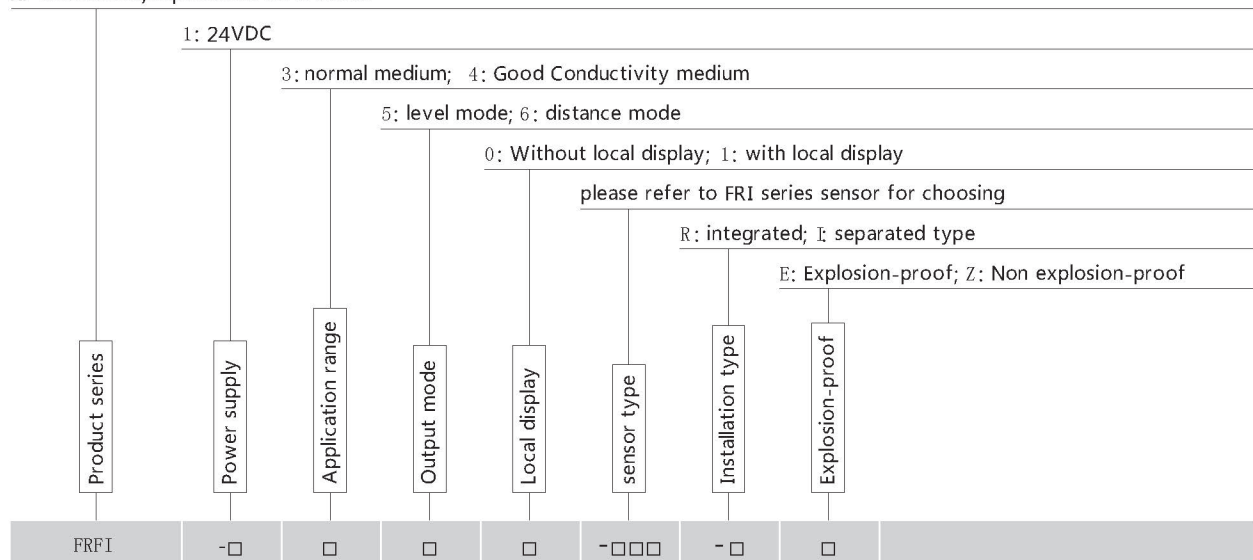 1: 24VDC
3: normal medium; 4: Good Conductivity medium
5: level mode; 6: distance mode
0: Without local display; 1: with local display
please refer to FRI series sensor for choosing
R: integrated; I: separated type
E: Explosion-proof; Z: Non explosion-proof
Product series
Power supply
Application range
Output mode
Local display
sensor type
Installation type
Explosion-proof
FRFI -□ □ □ □ -□□□ -□ □